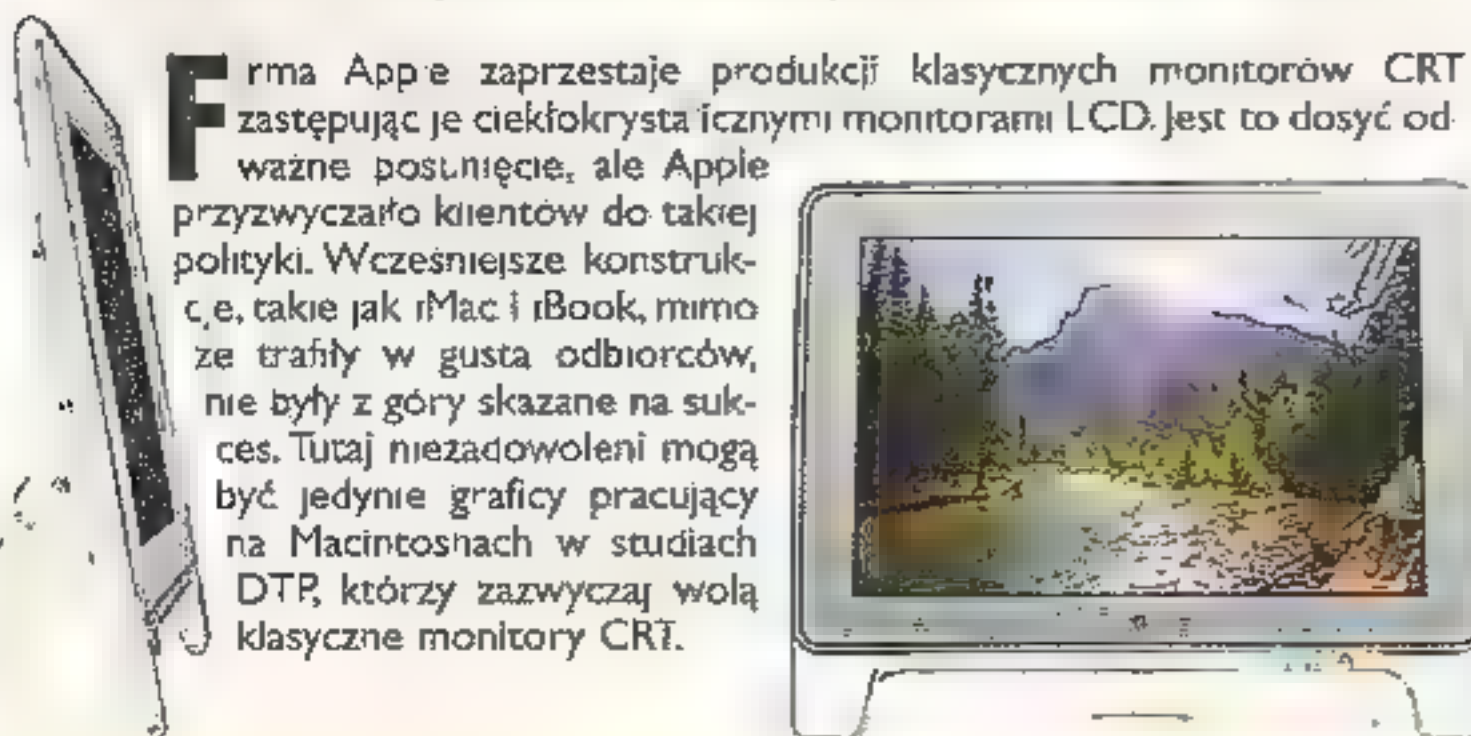 Firma Apple zaprzestaje produkcji klasycznych monitorów CRT
zastępując je ciekłokrystalicznymi monitorami LCD. Jest to dosyć od-
ważne posunięcie, ale Apple
przyzwyczaiło klientów do takiej
polityki. Wcześniejsze konstruk-
cje, takie jak iMac i iBook, mimo
że trafiły w gusta odbiorców,
nie były z góry skazane na suk-
ces. Tutaj niezadowoleni mogą
być jedynie graficy pracujący
na Macintoshach w studiach
DTP, którzy zazwyczaj wolą
klasyczne monitory CRT.